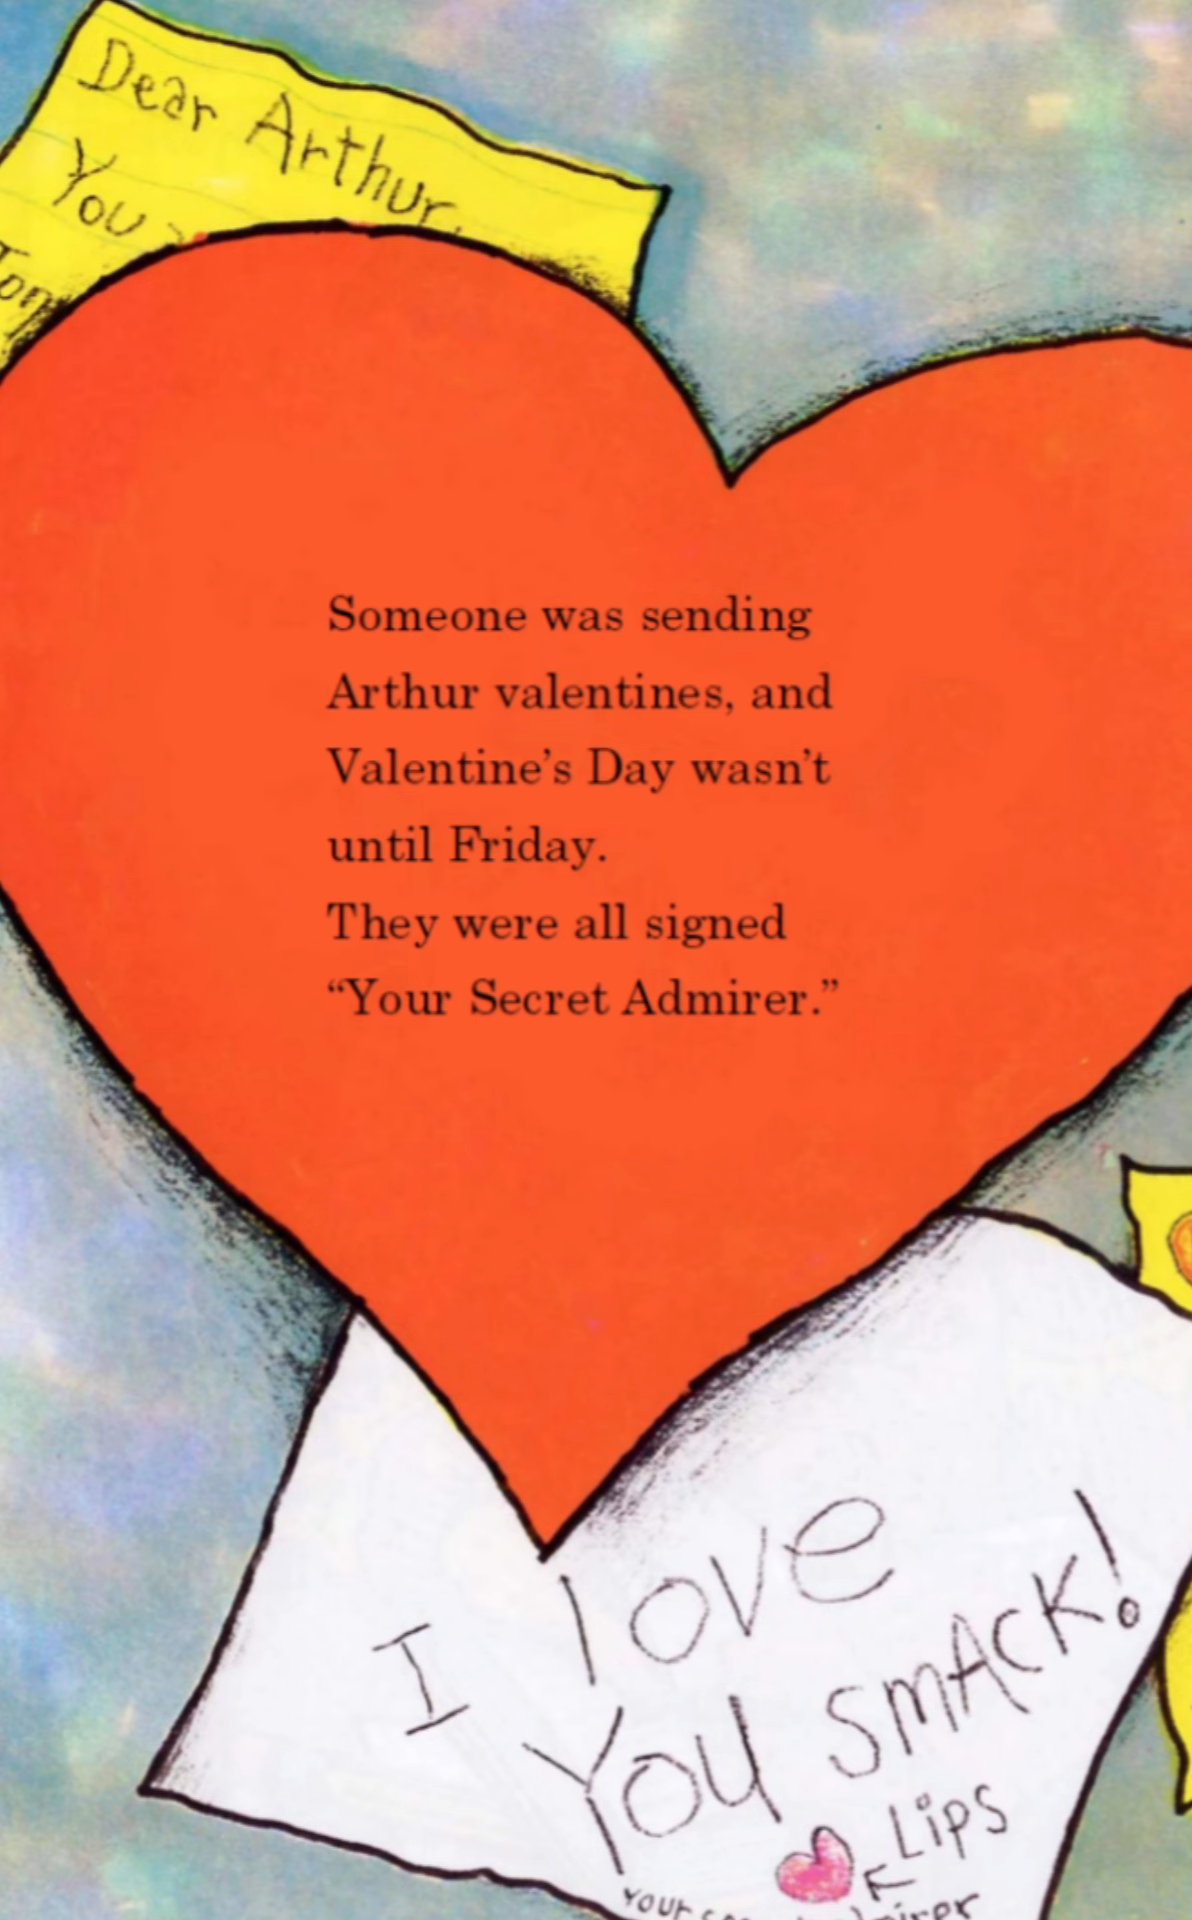 Dear Arthur,
You
Someone was sending
Arthur valentines, and
Valentine’s Day wasn’t
until Friday.
They were all signed
“Your Secret Admirer.”
I love
You SMACK!
Lips
your